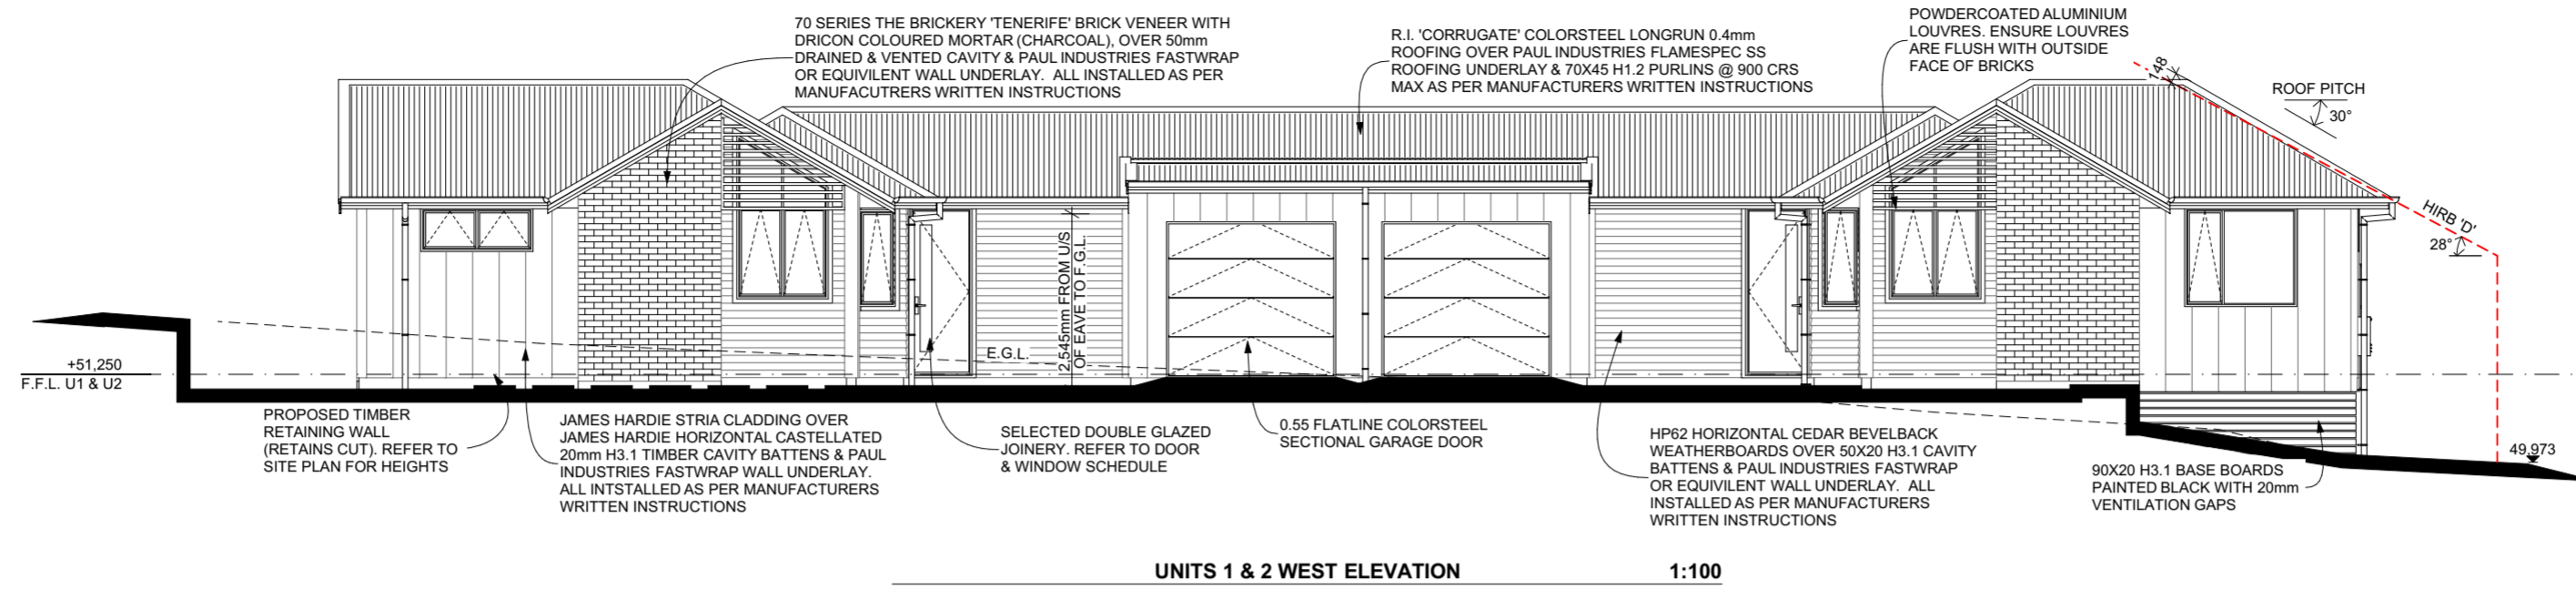 70 SERIES THE BRICKERY 'TENERIFE' BRICK VENEER WITH
DRICON COLOURED MORTAR (CHARCOAL), OVER 50mm
DRAINED & VENTED CAVITY & PAUL INDUSTRIES FASTWRAP
OR EQUIVILENT WALL UNDERLAY. ALL INSTALLED AS PER
MANUFACUTRERS WRITTEN INSTRUCTIONS
R.I. 'CORRUGATE' COLORSTEEL LONGRUN 0.4mm
ROOFING OVER PAUL INDUSTRIES FLAMESPEC SS
ROOFING UNDERLAY & 70X45 H1.2 PURLINS @ 900 CRS
MAX AS PER MANUFACTURERS WRITTEN INSTRUCTIONS
POWDERCOATED ALUMINIUM
LOUVRES. ENSURE LOUVRES
ARE FLUSH WITH OUTSIDE
FACE OF BRICKS
148
ROOF PITCH
30°
HIRB 'D'
28°
2,545mm FROM U/S
OF EAVE TO F.G.L.
E.G.L.
+51,250
F.F.L. U1 & U2
49,973
PROPOSED TIMBER
RETAINING WALL
(RETAINS CUT). REFER TO
SITE PLAN FOR HEIGHTS
JAMES HARDIE STRIA CLADDING OVER
JAMES HARDIE HORIZONTAL CASTELLATED
20mm H3.1 TIMBER CAVITY BATTENS & PAUL
INDUSTRIES FASTWRAP WALL UNDERLAY.
ALL INTSTALLED AS PER MANUFACTURERS
WRITTEN INSTRUCTIONS
SELECTED DOUBLE GLAZED
JOINERY. REFER TO DOOR
& WINDOW SCHEDULE
0.55 FLATLINE COLORSTEEL
SECTIONAL GARAGE DOOR
HP62 HORIZONTAL CEDAR BEVELBACK
WEATHERBOARDS OVER 50X20 H3.1 CAVITY
BATTENS & PAUL INDUSTRIES FASTWRAP
OR EQUIVILENT WALL UNDERLAY. ALL
INSTALLED AS PER MANUFACTURERS
WRITTEN INSTRUCTIONS
90X20 H3.1 BASE BOARDS
PAINTED BLACK WITH 20mm
VENTILATION GAPS
UNITS 1 & 2 WEST ELEVATION 1:100